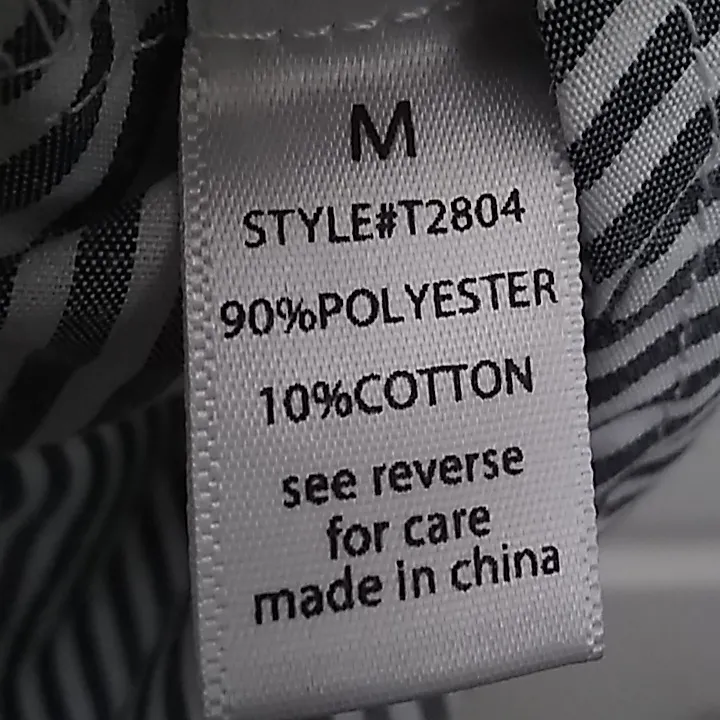 M
STYLE#T2804
90%POLYESTER
10%COTTON
see reverse
for care
made in china